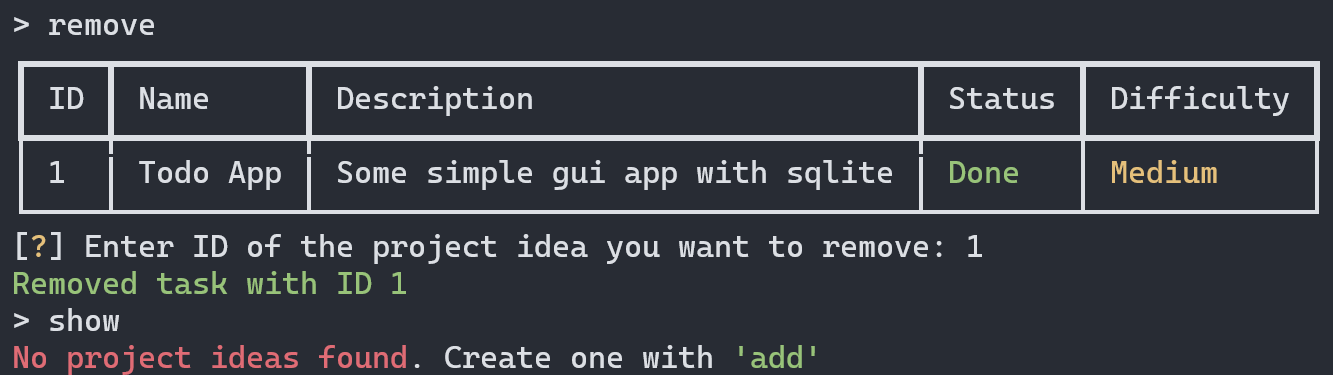 > remove
ID Name Description Status Difficulty
1 Todo App Some simple gui app with sqlite Done Medium
[?] Enter ID of the project idea you want to remove: 1
Removed task with ID 1
> show
No project ideas found. Create one with 'add'